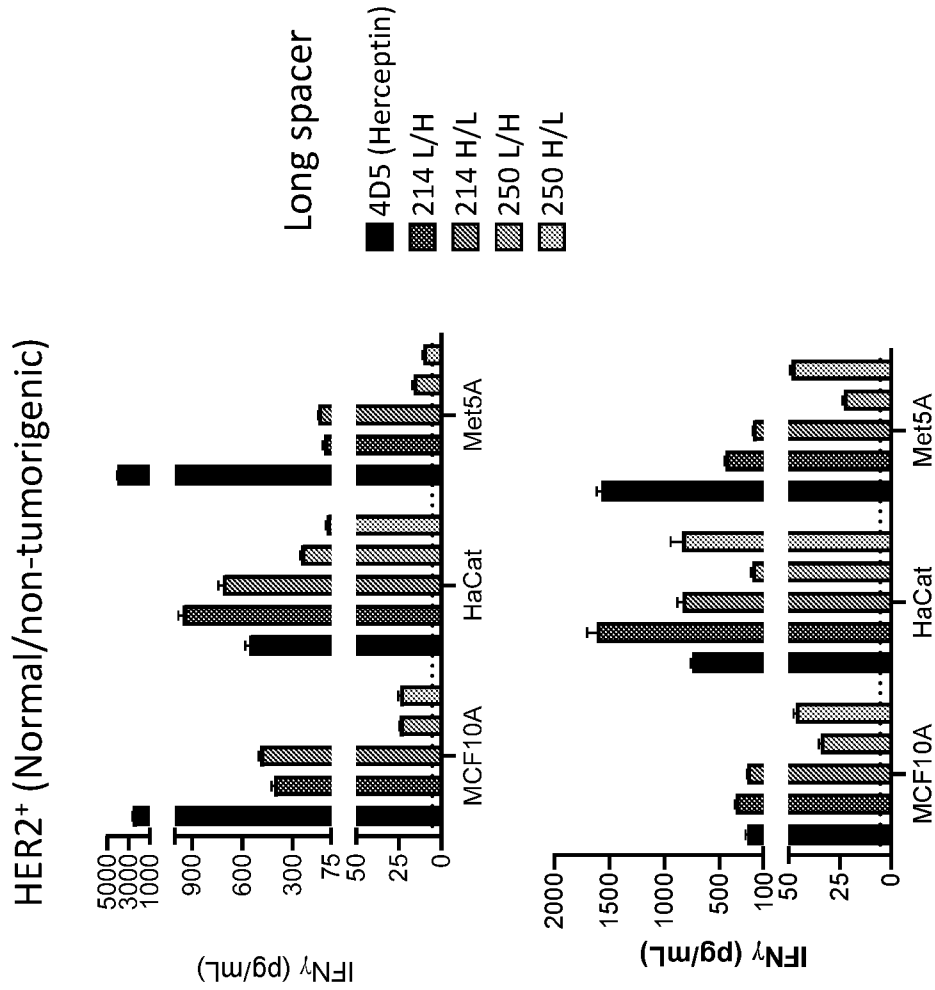 HER2⁺ (Normal/non-tumorigenic)
IFNγ (pg/mL)
5000
3000
1000
900
600
300
75
50
25
0
MCF10A
HaCat
Met5A
Long spacer
4D5 (Herceptin)
214 L/H
214 H/L
250 L/H
250 H/L
IFNγ (pg/mL)
2000
1500
1000
500
100
50
25
0
MCF10A
HaCat
Met5A